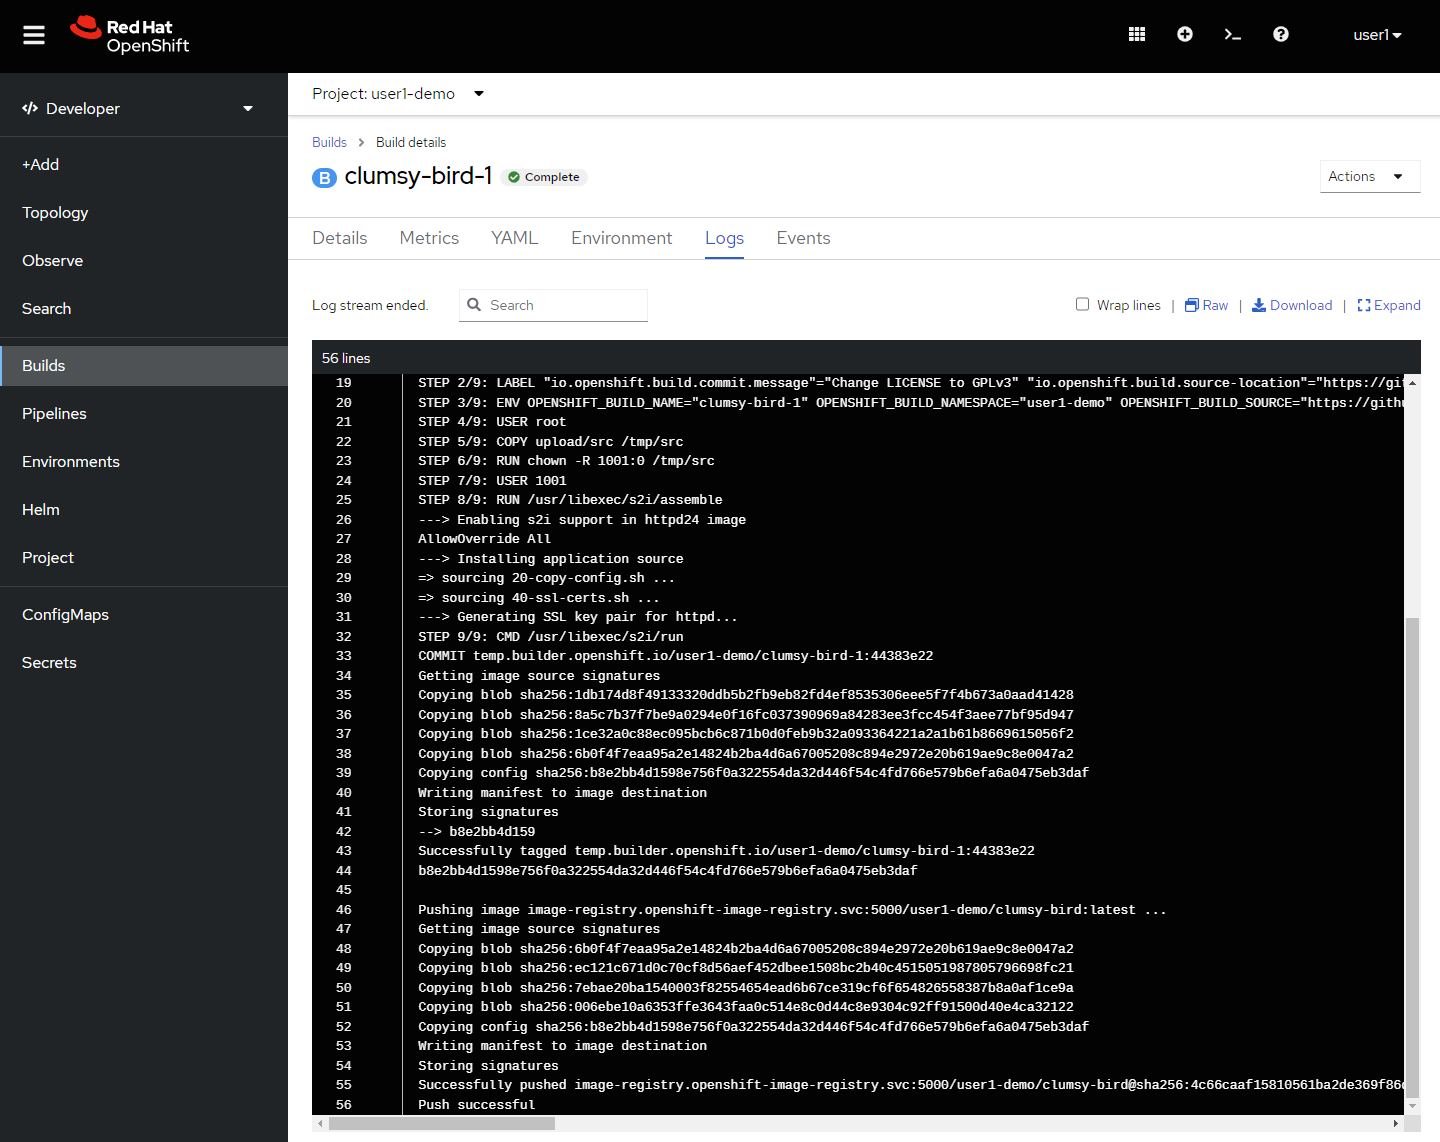 Red Hat
OpenShift
user1
Developer
+Add
Topology
Observe
Search
Builds
Pipelines
Environments
Helm
Project
ConfigMaps
Secrets
Project: user1-demo
Builds > Build details
B clumsy-bird-1 Complete
Actions
Details Metrics YAML Environment Logs Events
Log stream ended. Search Wrap lines | Raw | Download | Expand
56 lines
19 STEP 2/9: LABEL "io.openshift.build.commit.message"="Change LICENSE to GPLv3" "io.openshift.build.source-location"="https://git
20 STEP 3/9: ENV OPENSHIFT_BUILD_NAME="clumsy-bird-1" OPENSHIFT_BUILD_NAMESPACE="user1-demo" OPENSHIFT_BUILD_SOURCE="https://githu
21 STEP 4/9: USER root
22 STEP 5/9: COPY upload/src /tmp/src
23 STEP 6/9: RUN chown -R 1001:0 /tmp/src
24 STEP 7/9: USER 1001
25 STEP 8/9: RUN /usr/libexec/s2i/assemble
26 ---> Enabling s2i support in httpd24 image
27 AllowOverride All
28 ---> Installing application source
29 => sourcing 20-copy-config.sh ...
30 => sourcing 40-ssl-certs.sh ...
31 ---> Generating SSL key pair for httpd...
32 STEP 9/9: CMD /usr/libexec/s2i/run
33 COMMIT temp.builder.openshift.io/user1-demo/clumsy-bird-1:44383e22
34 Getting image source signatures
35 Copying blob sha256:1db174d8f49133320ddb5b2fb9eb82fd4ef8535306eee5f7f4b673a0aad41428
36 Copying blob sha256:8a5c7b37f7be9a0294e0f16fc037390969a84283ee3fcc454f3aee77bf95d947
37 Copying blob sha256:1ce32a0c88ec095bcb6c871b0d0feb9b32a093364221a2a1b61b8669615056f2
38 Copying blob sha256:6b0f4f7eaa95a2e14824b2ba4d6a67005208c894e2972e20b619ae9c8e0047a2
39 Copying config sha256:b8e2bb4d1598e756f0a322554da32d446f54c4fd766e579b6efa6a0475eb3daf
40 Writing manifest to image destination
41 Storing signatures
42 --> b8e2bb4d159
43 Successfully tagged temp.builder.openshift.io/user1-demo/clumsy-bird-1:44383e22
44 b8e2bb4d1598e756f0a322554da32d446f54c4fd766e579b6efa6a0475eb3daf
45
46 Pushing image image-registry.openshift-image-registry.svc:5000/user1-demo/clumsy-bird:latest ...
47 Getting image source signatures
48 Copying blob sha256:6b0f4f7eaa95a2e14824b2ba4d6a67005208c894e2972e20b619ae9c8e0047a2
49 Copying blob sha256:ec121c671d0c70cf8d56aef452dbee1508bc2b40c4515051987805796698fc21
50 Copying blob sha256:7ebae20ba1540003f82554654ead6b67ce319cf6f654826558387b8a0af1ce9a
51 Copying blob sha256:006ebe10a6353ffe3643faa0c514e8c0d44c8e9304c92ff91500d40e4ca32122
52 Copying config sha256:b8e2bb4d1598e756f0a322554da32d446f54c4fd766e579b6efa6a0475eb3daf
53 Writing manifest to image destination
54 Storing signatures
55 Successfully pushed image-registry.openshift-image-registry.svc:5000/user1-demo/clumsy-bird@sha256:4c66caaf15810561ba2de369f86
56 Push successful